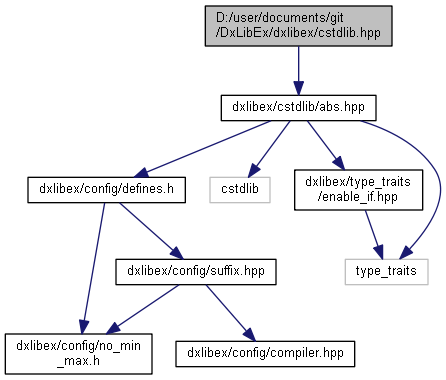 D:/user/documents/git
/DxLibEx/dxlibex/cstdlib.hpp
dxlibex/cstdlib/abs.hpp
dxlibex/config/defines.h
cstdlib
dxlibex/type_traits
/enable_if.hpp
dxlibex/config/suffix.hpp
type_traits
dxlibex/config/no_min
_max.h
dxlibex/config/compiler.hpp